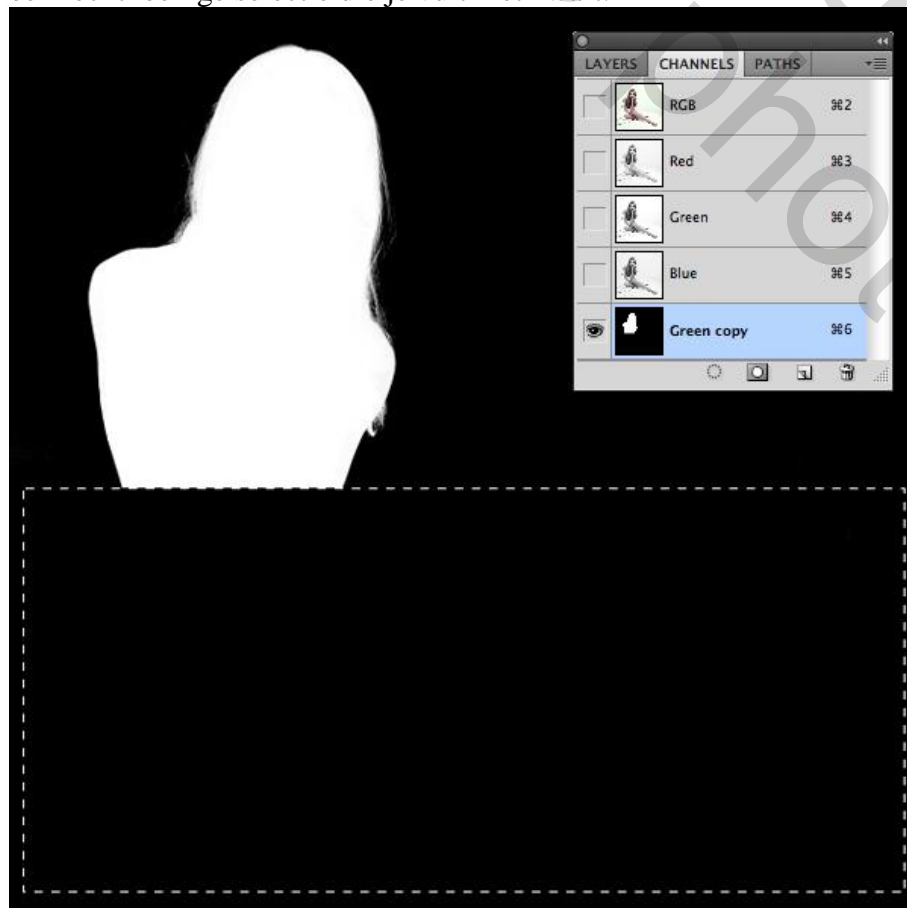 LAYERS CHANNELS PATHS
RGB ⌘2
Red ⌘3
Green ⌘4
Blue ⌘5
Green copy ⌘6